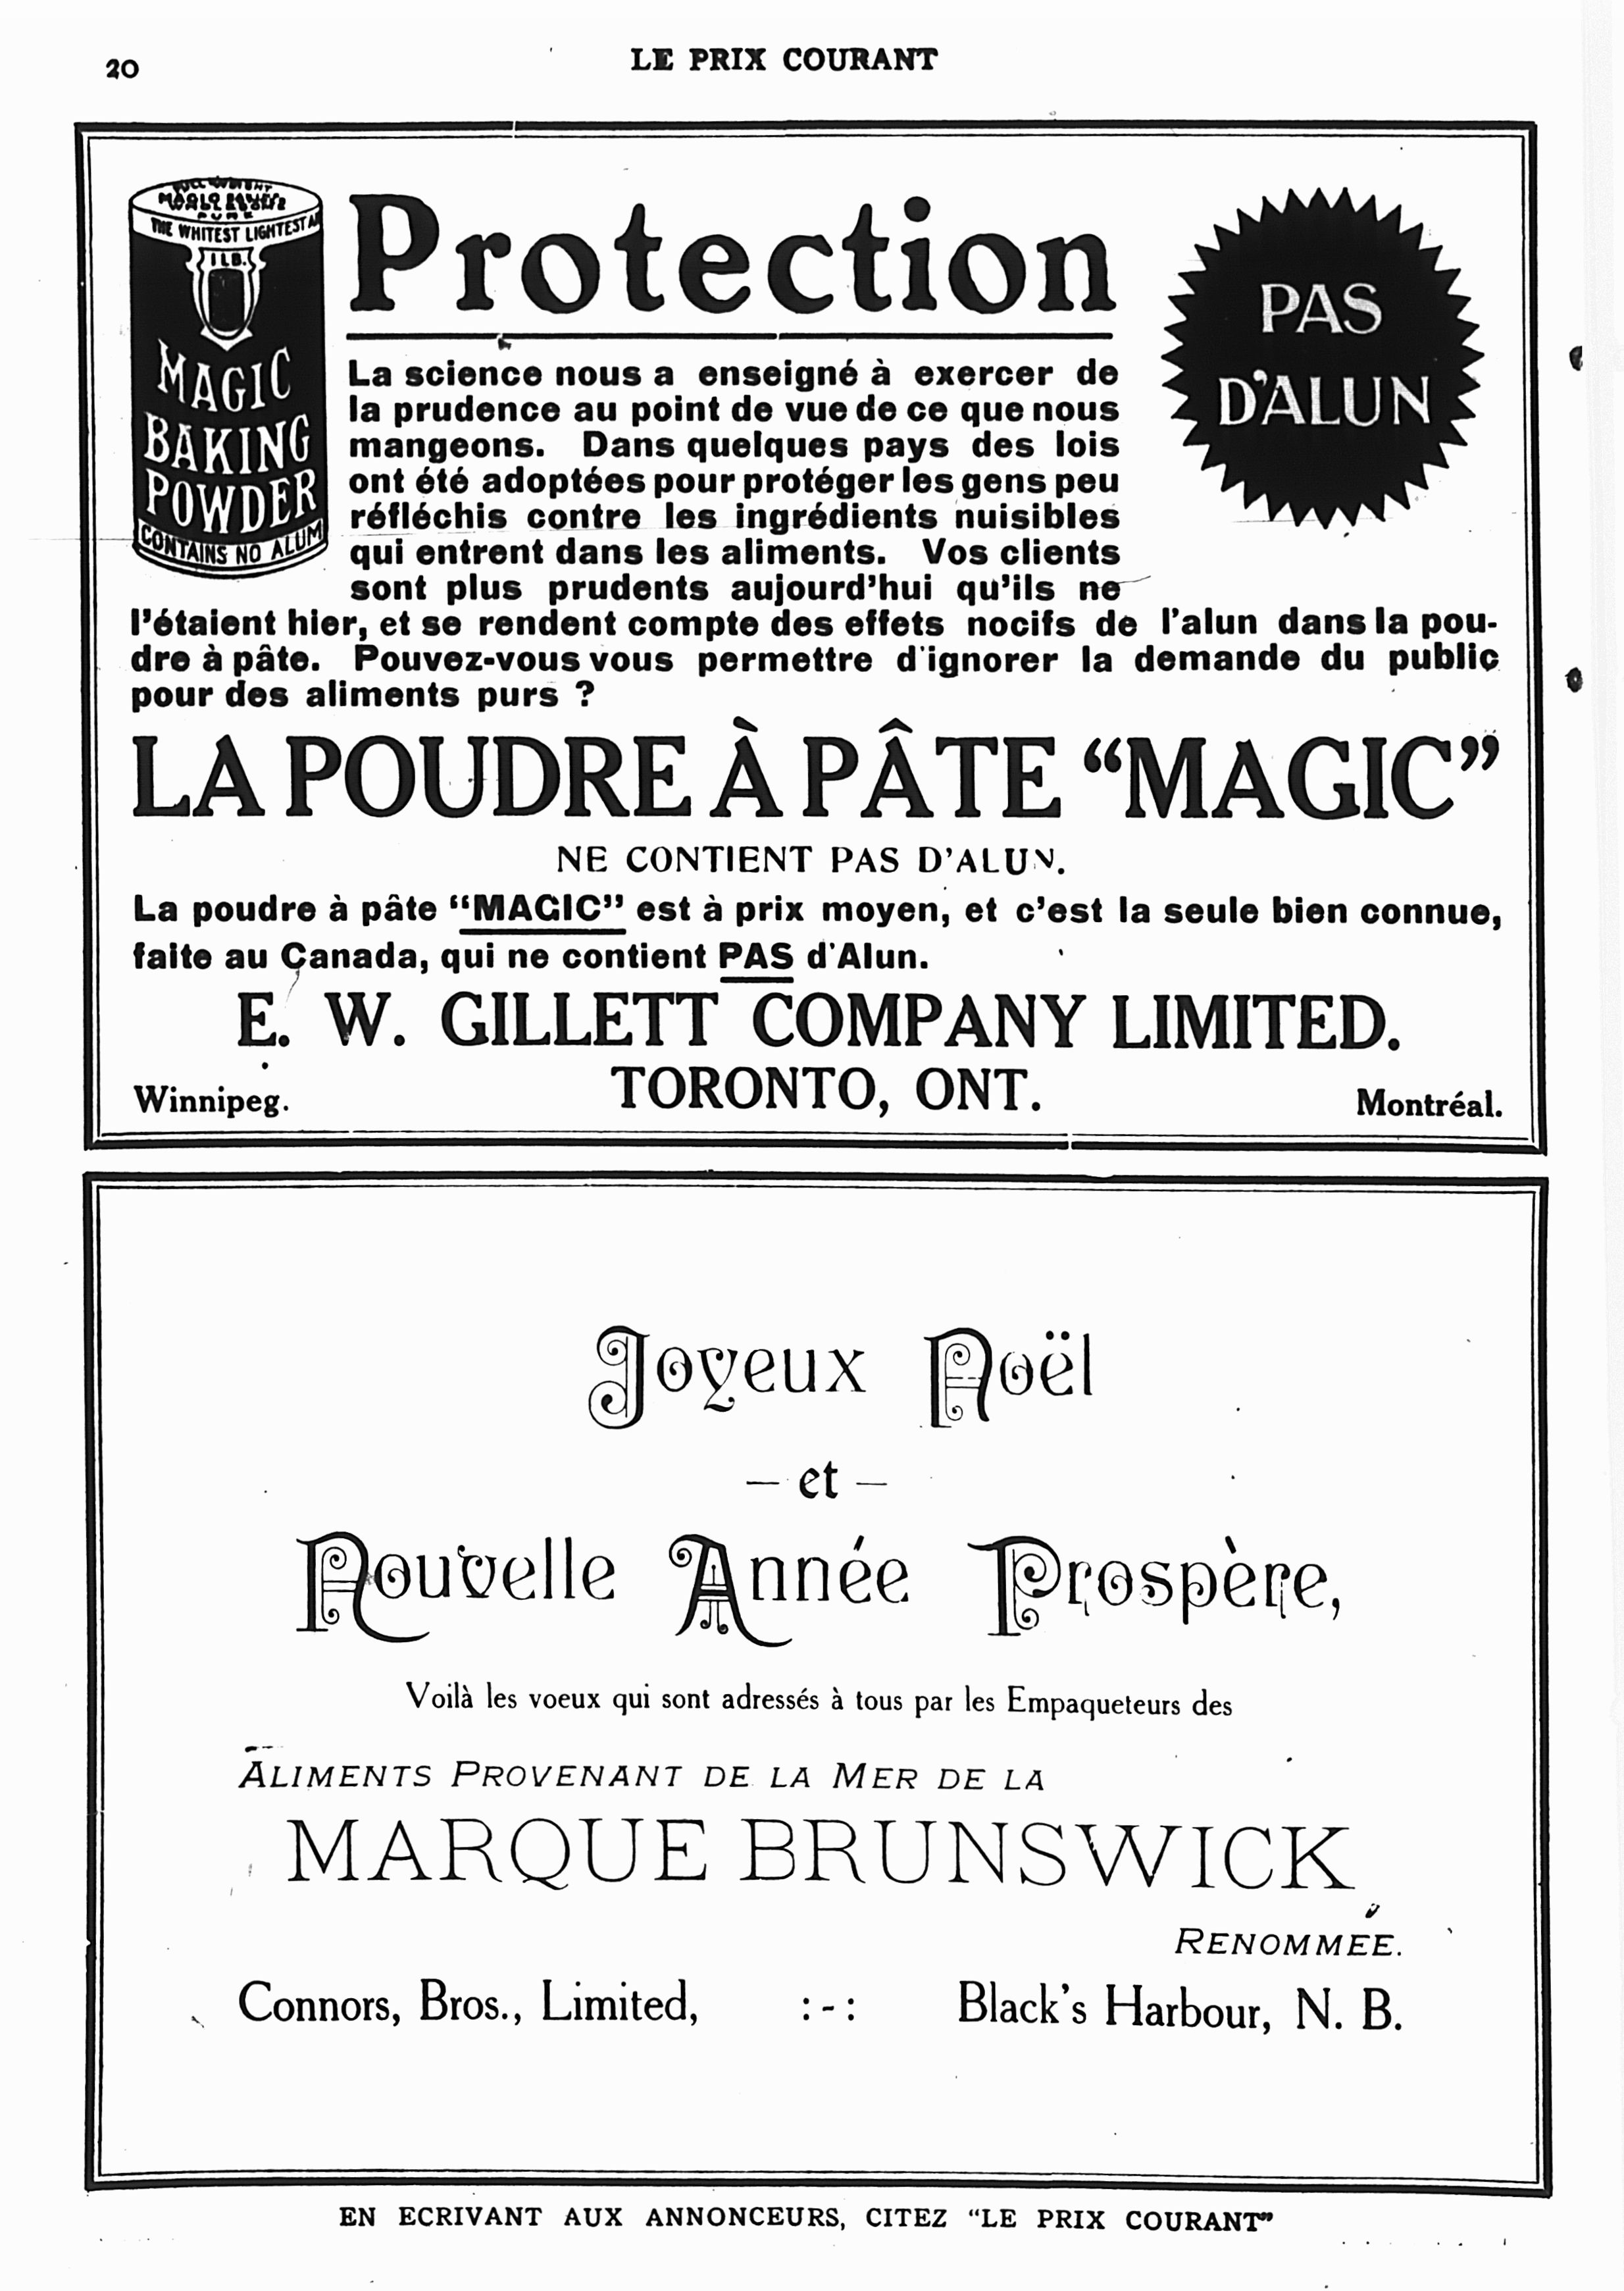 20
LE PRIX COURANT
FULL WEIGHT
MAGIC BAKING
PURE
THE WHITEST LIGHTEST
1 LB.
MAGIC
BAKING
POWDER
CONTAINS NO ALUM
Protection
PAS
D'ALUN
La science nous a enseigné à exercer de
la prudence au point de vue de ce que nous
mangeons. Dans quelques pays des lois
ont été adoptées pour protéger les gens peu
réfléchis contre les ingrédients nuisibles
qui entrent dans les aliments. Vos clients
sont plus prudents aujourd'hui qu'ils ne
l'étaient hier, et se rendent compte des effets nocifs de l'alun dans la pou-
dre à pâte. Pouvez-vous vous permettre d'ignorer la demande du public
pour des aliments purs ?
LA POUDRE À PÂTE “MAGIC”
NE CONTIENT PAS D'ALUN.
La poudre à pâte “MAGIC” est à prix moyen, et c'est la seule bien connue,
faite au Canada, qui ne contient PAS d'Alun.
E. W. GILLETT COMPANY LIMITED.
Winnipeg.
TORONTO, ONT.
Montréal.
Joyeux Noël
— et —
Nouvelle Année Prospère,
Voilà les voeux qui sont adressés à tous par les Empaqueteurs des
ALIMENTS PROVENANT DE LA MER DE LA
MARQUE BRUNSWICK
RENOMMÉE.
Connors, Bros., Limited, :-: Black's Harbour, N. B.
EN ECRIVANT AUX ANNONCEURS, CITEZ “LE PRIX COURANT”